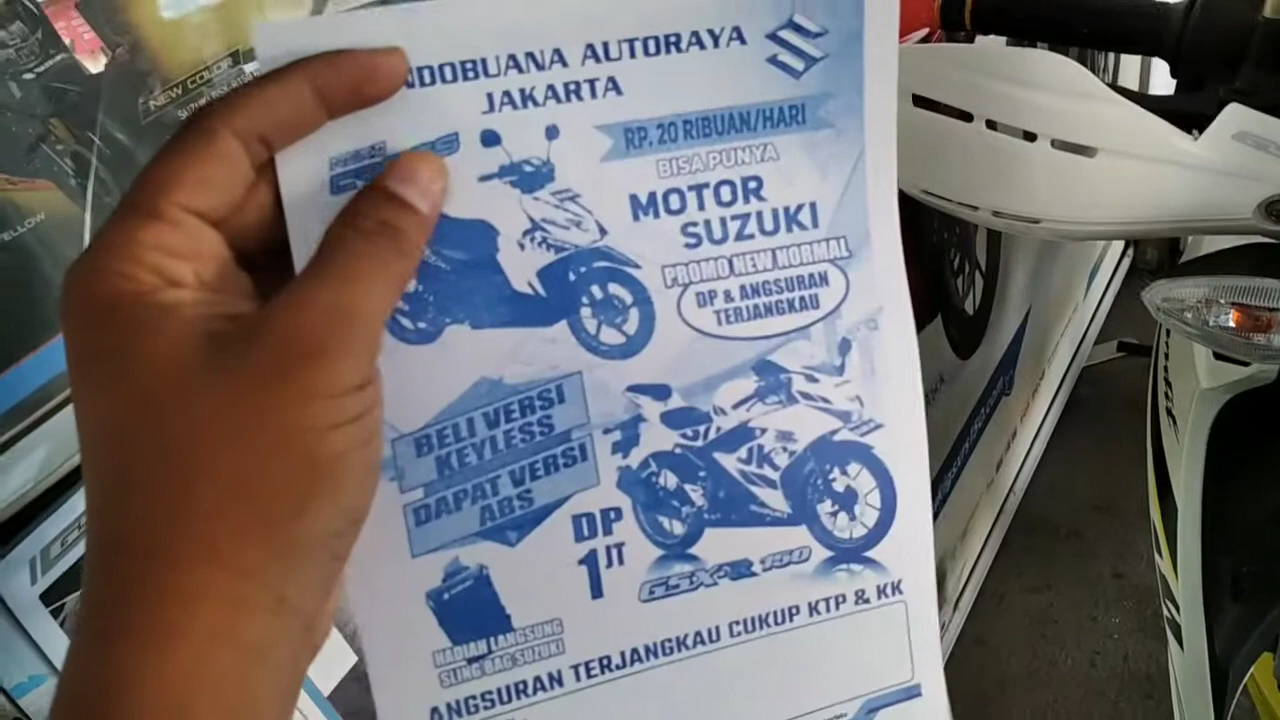 NEW COLOR
NDOBUANA AUTORAYA
JAKARTA
RP. 20 RIBUAN/HARI
BISA PUNYA
MOTOR
SUZUKI
PROMO NEW NORMAL
DP & ANGSURAN
TERJANGKAU
BELI VERSI
KEYLESS
DAPAT VERSI
ABS
DP
1 JT
GSX-R 150
HADIAH LANGSUNG
SLING BAG SUZUKI
ANGSURAN TERJANGKAU CUKUP KTP & KK